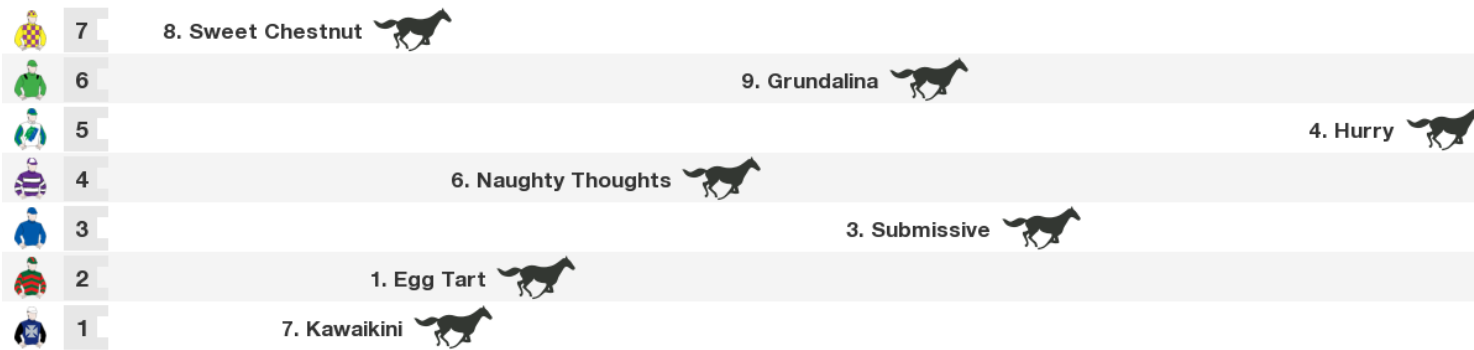 7 8. Sweet Chestnut
6 9. Grundalina
5 4. Hurry
4 6. Naughty Thoughts
3 3. Submissive
2 1. Egg Tart
1 7. Kawaikini